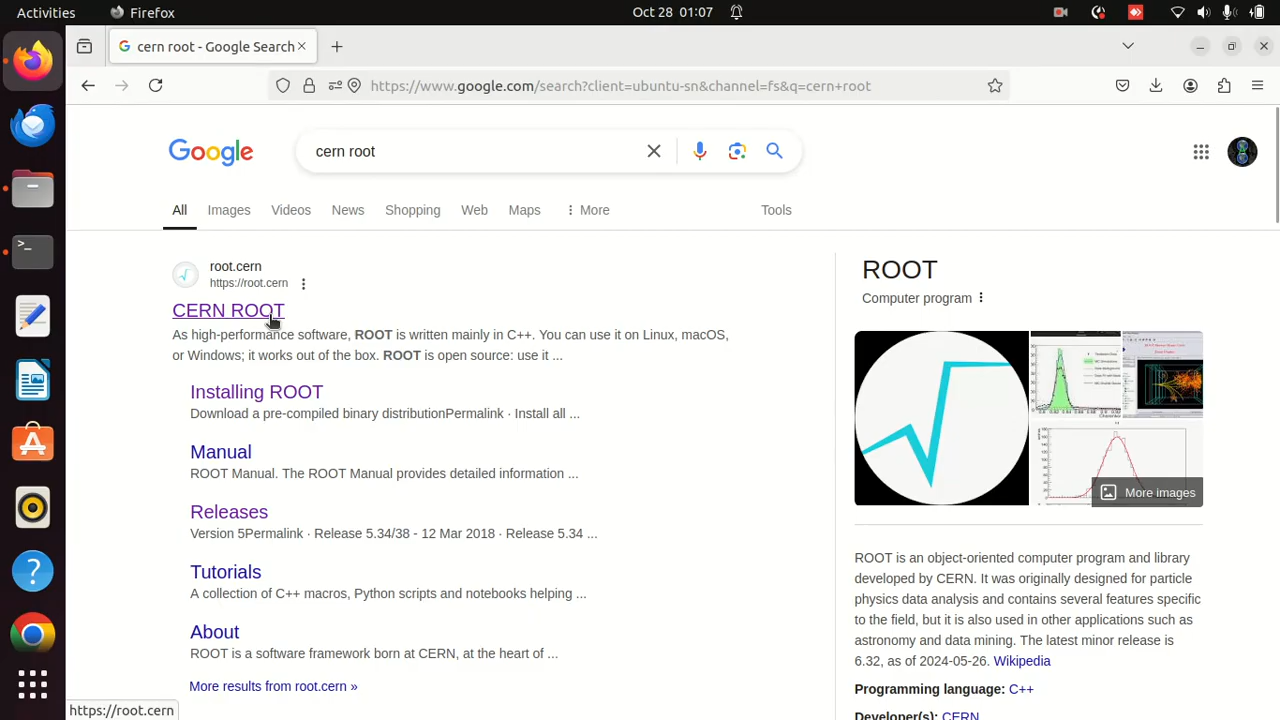 Activities
Firefox
Oct 28 01:07
cern root - Google Search
https://www.google.com/search?client=ubuntu-sn&channel=fs&q=cern+root
Google
cern root
All
Images
Videos
News
Shopping
Web
Maps
More
Tools
root.cern
https://root.cern
CERN ROOT
As high-performance software, ROOT is written mainly in C++. You can use it on Linux, macOS,
or Windows; it works out of the box. ROOT is open source: use it ...
Installing ROOT
Download a pre-compiled binary distributionPermalink · Install all ...
Manual
ROOT Manual. The ROOT Manual provides detailed information ...
Releases
Version 5Permalink · Release 5.34/38 - 12 Mar 2018 · Release 5.34 ...
Tutorials
A collection of C++ macros, Python scripts and notebooks helping ...
About
ROOT is a software framework born at CERN, at the heart of ...
More results from root.cern »
ROOT
Computer program
More images
ROOT is an object-oriented computer program and library
developed by CERN. It was originally designed for particle
physics data analysis and contains several features specific
to the field, but it is also used in other applications such as
astronomy and data mining. The latest minor release is
6.32, as of 2024-05-26. Wikipedia
Programming language: C++
Developer(s): CERN
https://root.cern